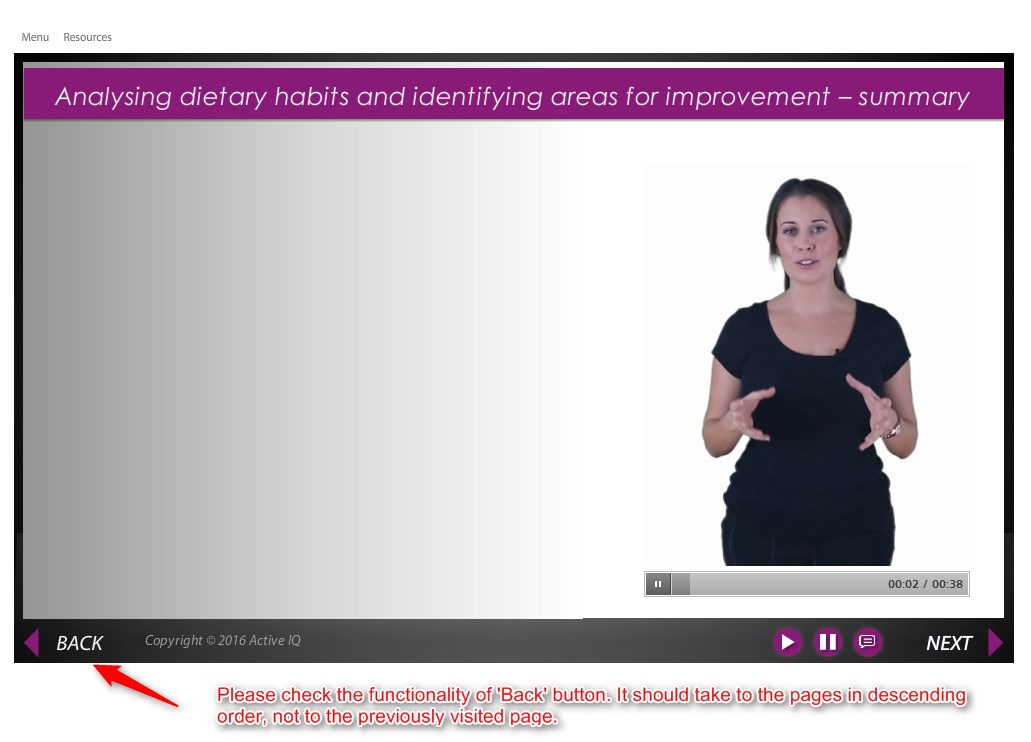 Menu Resources
Analysing dietary habits and identifying areas for improvement – summary
00:02 / 00:38
BACK Copyright © 2016 Active IQ NEXT
Please check the functionality of 'Back' button. It should take to the pages in descending
order, not to the previously visited page.